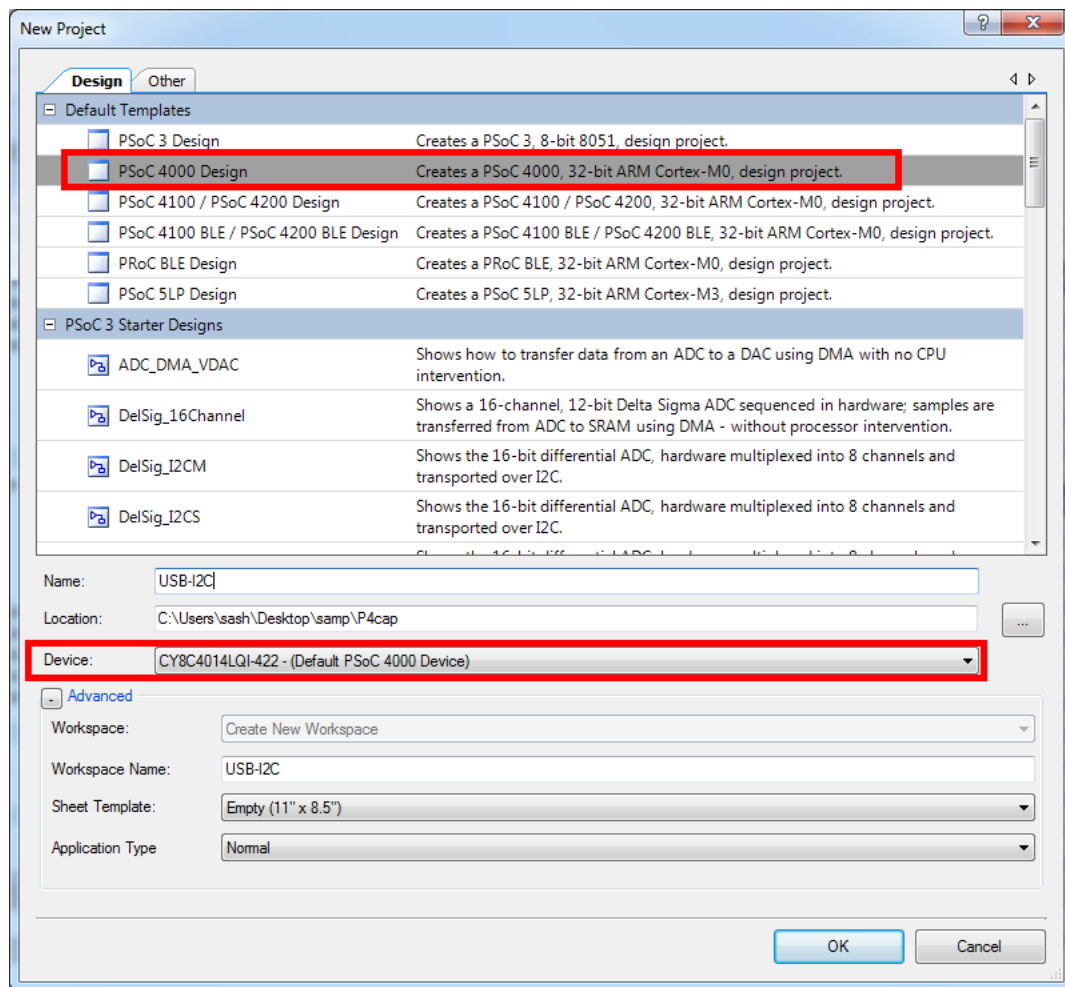 New Project
Design Other
Default Templates
PSoC 3 Design Creates a PSoC 3, 8-bit 8051, design project.
PSoC 4000 Design Creates a PSoC 4000, 32-bit ARM Cortex-M0, design project.
PSoC 4100 / PSoC 4200 Design Creates a PSoC 4100 / PSoC 4200, 32-bit ARM Cortex-M0, design project.
PSoC 4100 BLE / PSoC 4200 BLE Design Creates a PSoC 4100 BLE / PSoC 4200 BLE, 32-bit ARM Cortex-M0, design project.
PRoC BLE Design Creates a PRoC BLE, 32-bit ARM Cortex-M0, design project.
PSoC 5LP Design Creates a PSoC 5LP, 32-bit ARM Cortex-M3, design project.
PSoC 3 Starter Designs
ADC_DMA_VDAC Shows how to transfer data from an ADC to a DAC using DMA with no CPU
intervention.
DelSig_16Channel Shows a 16-channel, 12-bit Delta Sigma ADC sequenced in hardware; samples are
transferred from ADC to SRAM using DMA - without processor intervention.
DelSig_I2CM Shows the 16-bit differential ADC, hardware multiplexed into 8 channels and
transported over I2C.
DelSig_I2CS Shows the 16-bit differential ADC, hardware multiplexed into 8 channels and
transported over I2C.
Name: USB-I2C
Location: C:\Users\sash\Desktop\samp\P4cap
...
Device: CY8C4014LQI-422 - (Default PSoC 4000 Device)
- Advanced
Workspace: Create New Workspace
Workspace Name: USB-I2C
Sheet Template: Empty (11" x 8.5")
Application Type Normal
OK Cancel